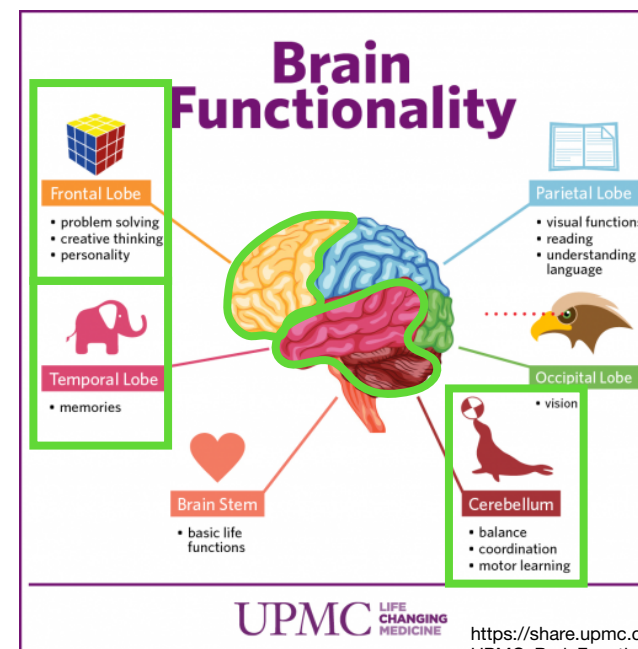 Brain
Functionality
Frontal Lobe
• problem solving
• creative thinking
• personality
Parietal Lobe
• visual functions
• reading
• understanding
language
Temporal Lobe
• memories
Occipital Lobe
• vision
Brain Stem
• basic life
functions
Cerebellum
• balance
• coordination
• motor learning
UPMC LIFE
CHANGING
MEDICINE
https://share.upmc.c